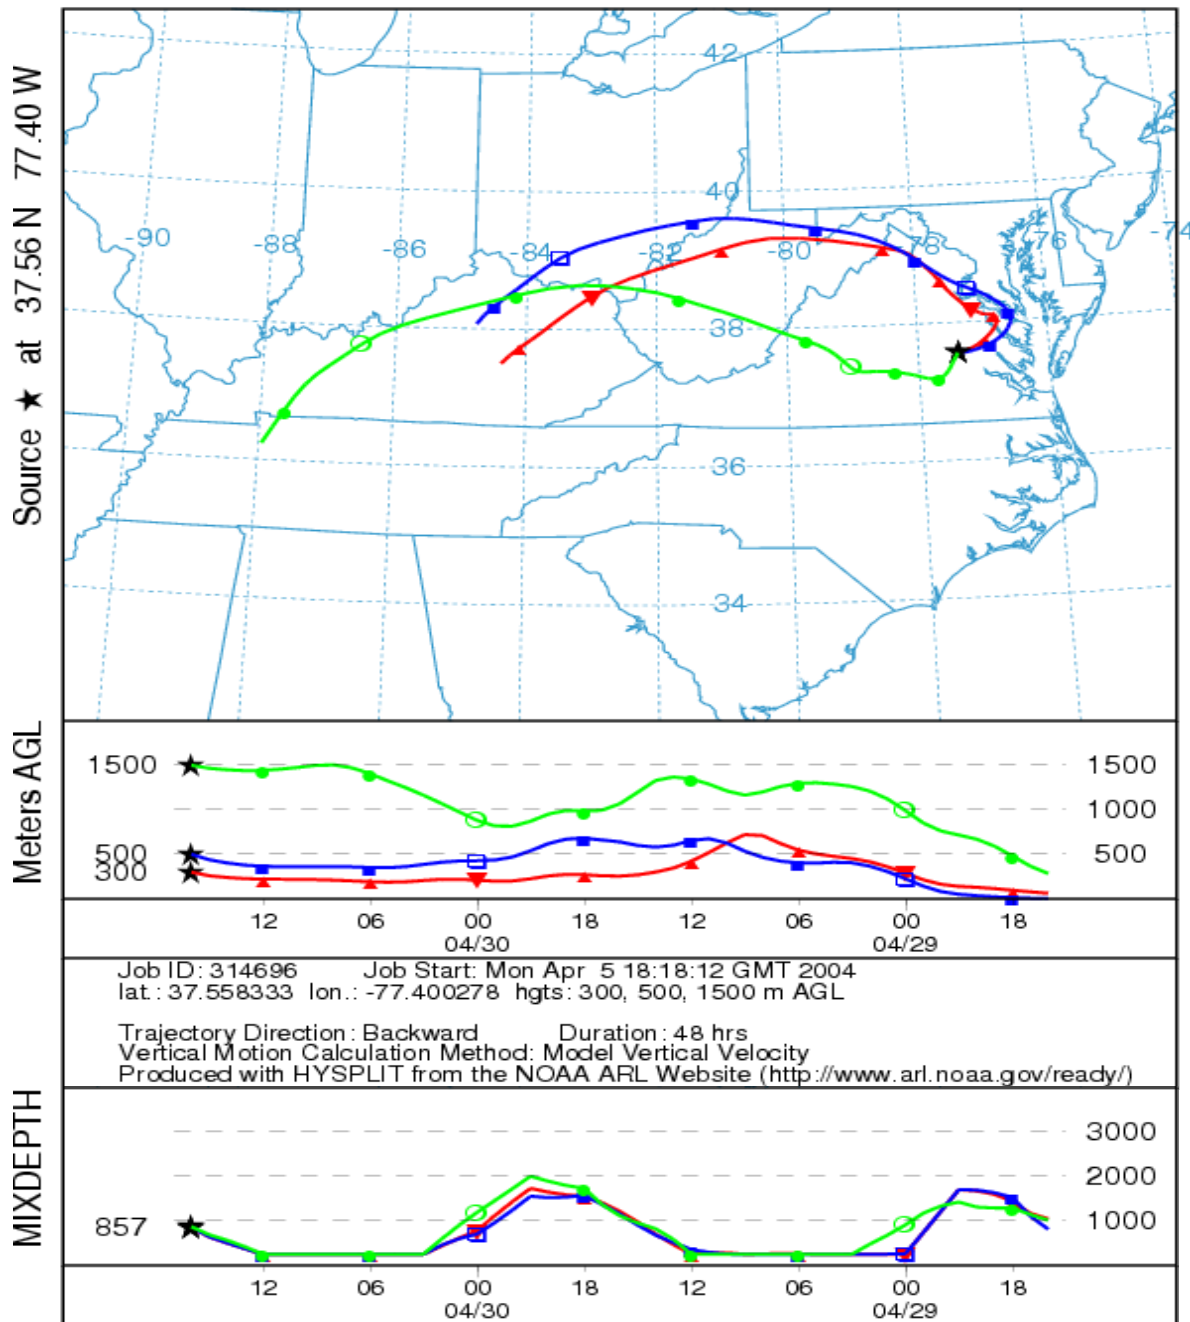 Source ★ at 37.56 N 77.40 W
42
40
-90
-88
-86
-84
-82
-80
-78
-76
-74
38
36
34
Meters AGL
1500
1500
1000
500
500
300
12 06 00 18 12 06 00 18
04/30 04/29
Job ID: 314696 Job Start: Mon Apr 5 18:18:12 GMT 2004
lat.: 37.558333 lon.: -77.400278 hgts: 300, 500, 1500 m AGL
Trajectory Direction: Backward Duration: 48 hrs
Vertical Motion Calculation Method: Model Vertical Velocity
Produced with HYSPLIT from the NOAA ARL Website (http://www.arl.noaa.gov/ready/)
MIXDEPTH
3000
2000
857
1000
12 06 00 18 12 06 00 18
04/30 04/29